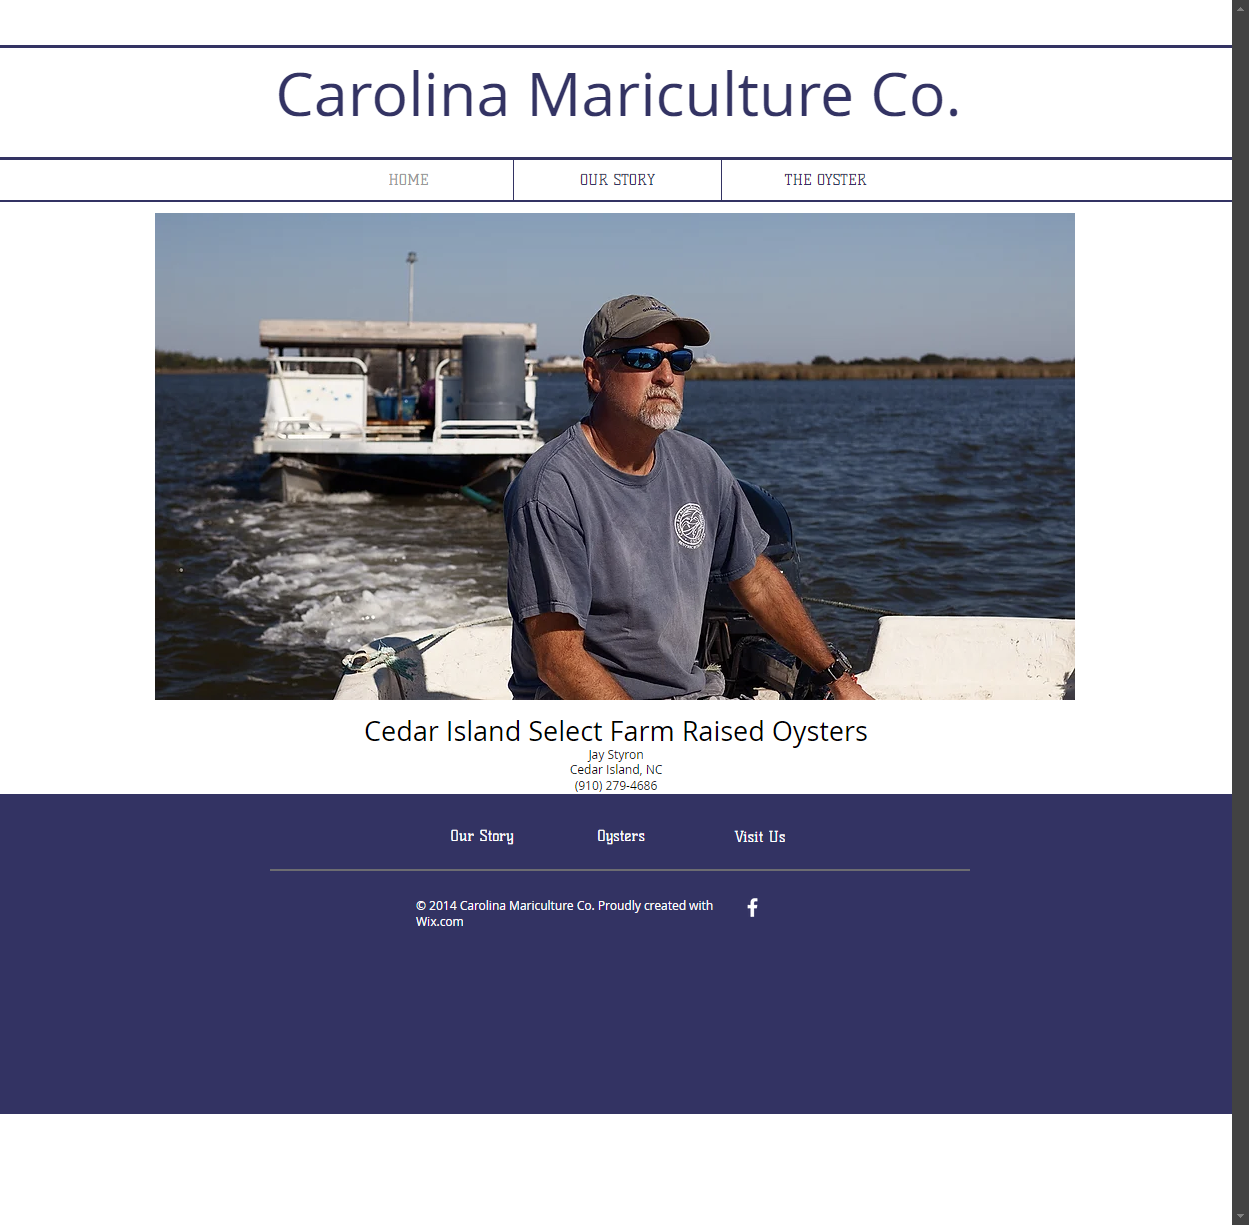 Carolina Mariculture Co.
HOME
OUR STORY
THE OYSTER
Cedar Island Select Farm Raised Oysters
Jay Styron
Cedar Island, NC
(910) 279-4686
Our Story
Oysters
Visit Us
© 2014 Carolina Mariculture Co. Proudly created with
Wix.com